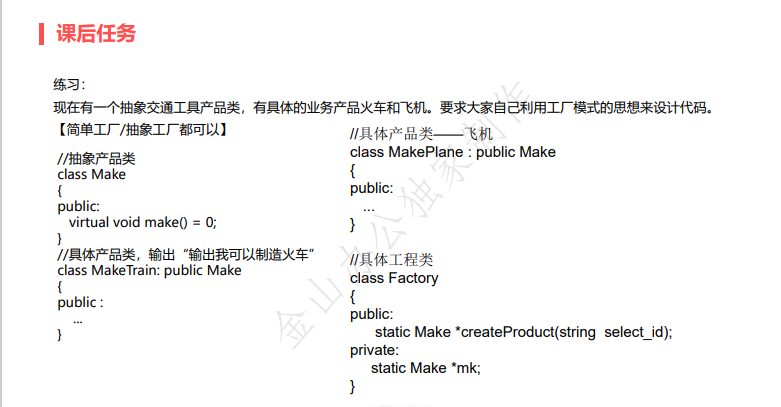 课后任务
练习：
现在有一个抽象交通工具产品类，有具体的业务产品火车和飞机。要求大家自己利用工厂模式的思想来设计代码。
【简单工厂/抽象工厂都可以】
//抽象产品类
class Make
{
public:
virtual void make() = 0;
}
//具体产品类，输出“输出我可以制造火车”
class MakeTrain: public Make
{
public :
...
}
//具体产品类——飞机
class MakePlane : public Make
{
public:
...
}
//具体工程类
class Factory
{
public:
static Make *createProduct(string select_id);
private:
static Make *mk;
}
金山办公独家制作